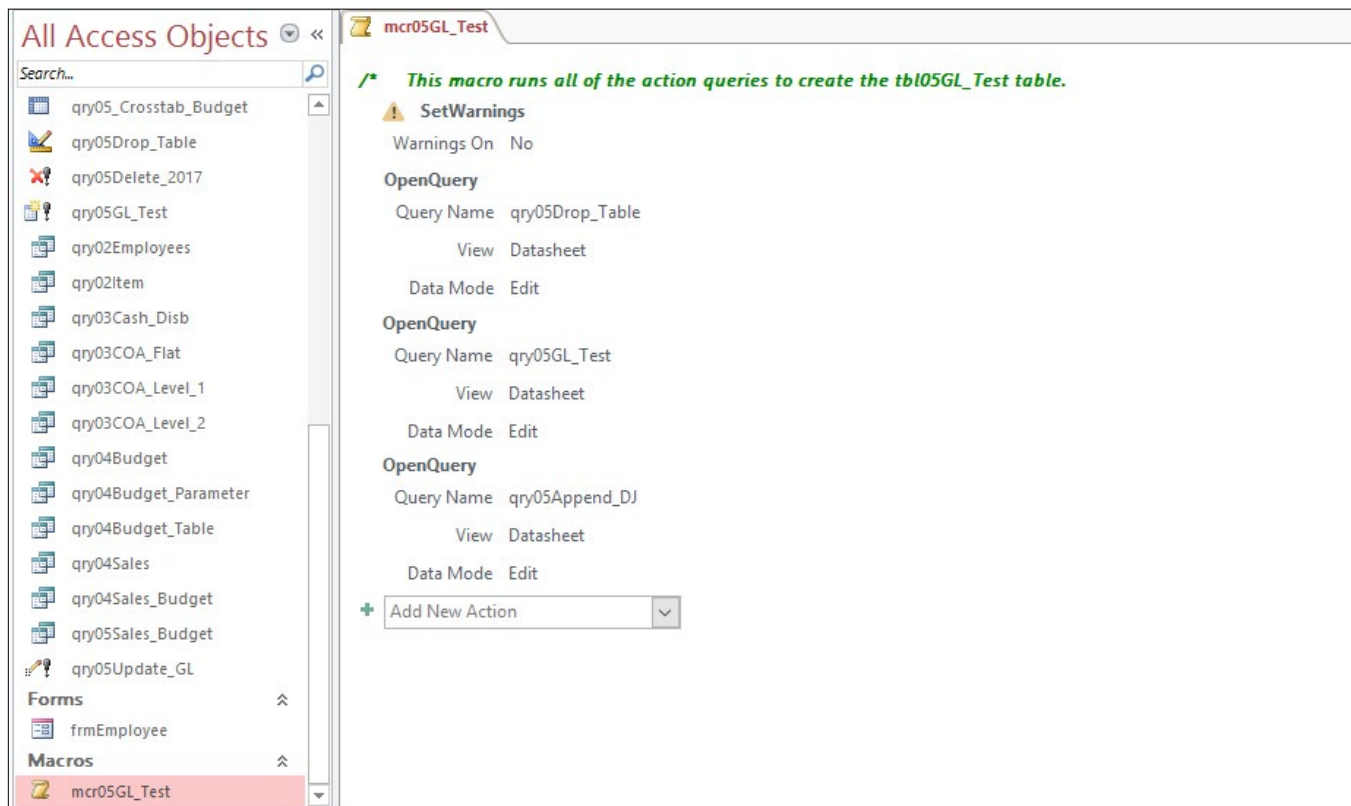 All Access Objects «
Search...
qry05_Crosstab_Budget
qry05Drop_Table
qry05Delete_2017
qry05GL_Test
qry02Employees
qry02Item
qry03Cash_Disb
qry03COA_Flat
qry03COA_Level_1
qry03COA_Level_2
qry04Budget
qry04Budget_Parameter
qry04Budget_Table
qry04Sales
qry04Sales_Budget
qry05Sales_Budget
qry05Update_GL
Forms
frmEmployee
Macros
mcr05GL_Test
mcr05GL_Test
/* This macro runs all of the action queries to create the tbl05GL_Test table.
SetWarnings
Warnings On No
OpenQuery
Query Name qry05Drop_Table
View Datasheet
Data Mode Edit
OpenQuery
Query Name qry05GL_Test
View Datasheet
Data Mode Edit
OpenQuery
Query Name qry05Append_DJ
View Datasheet
Data Mode Edit
Add New Action